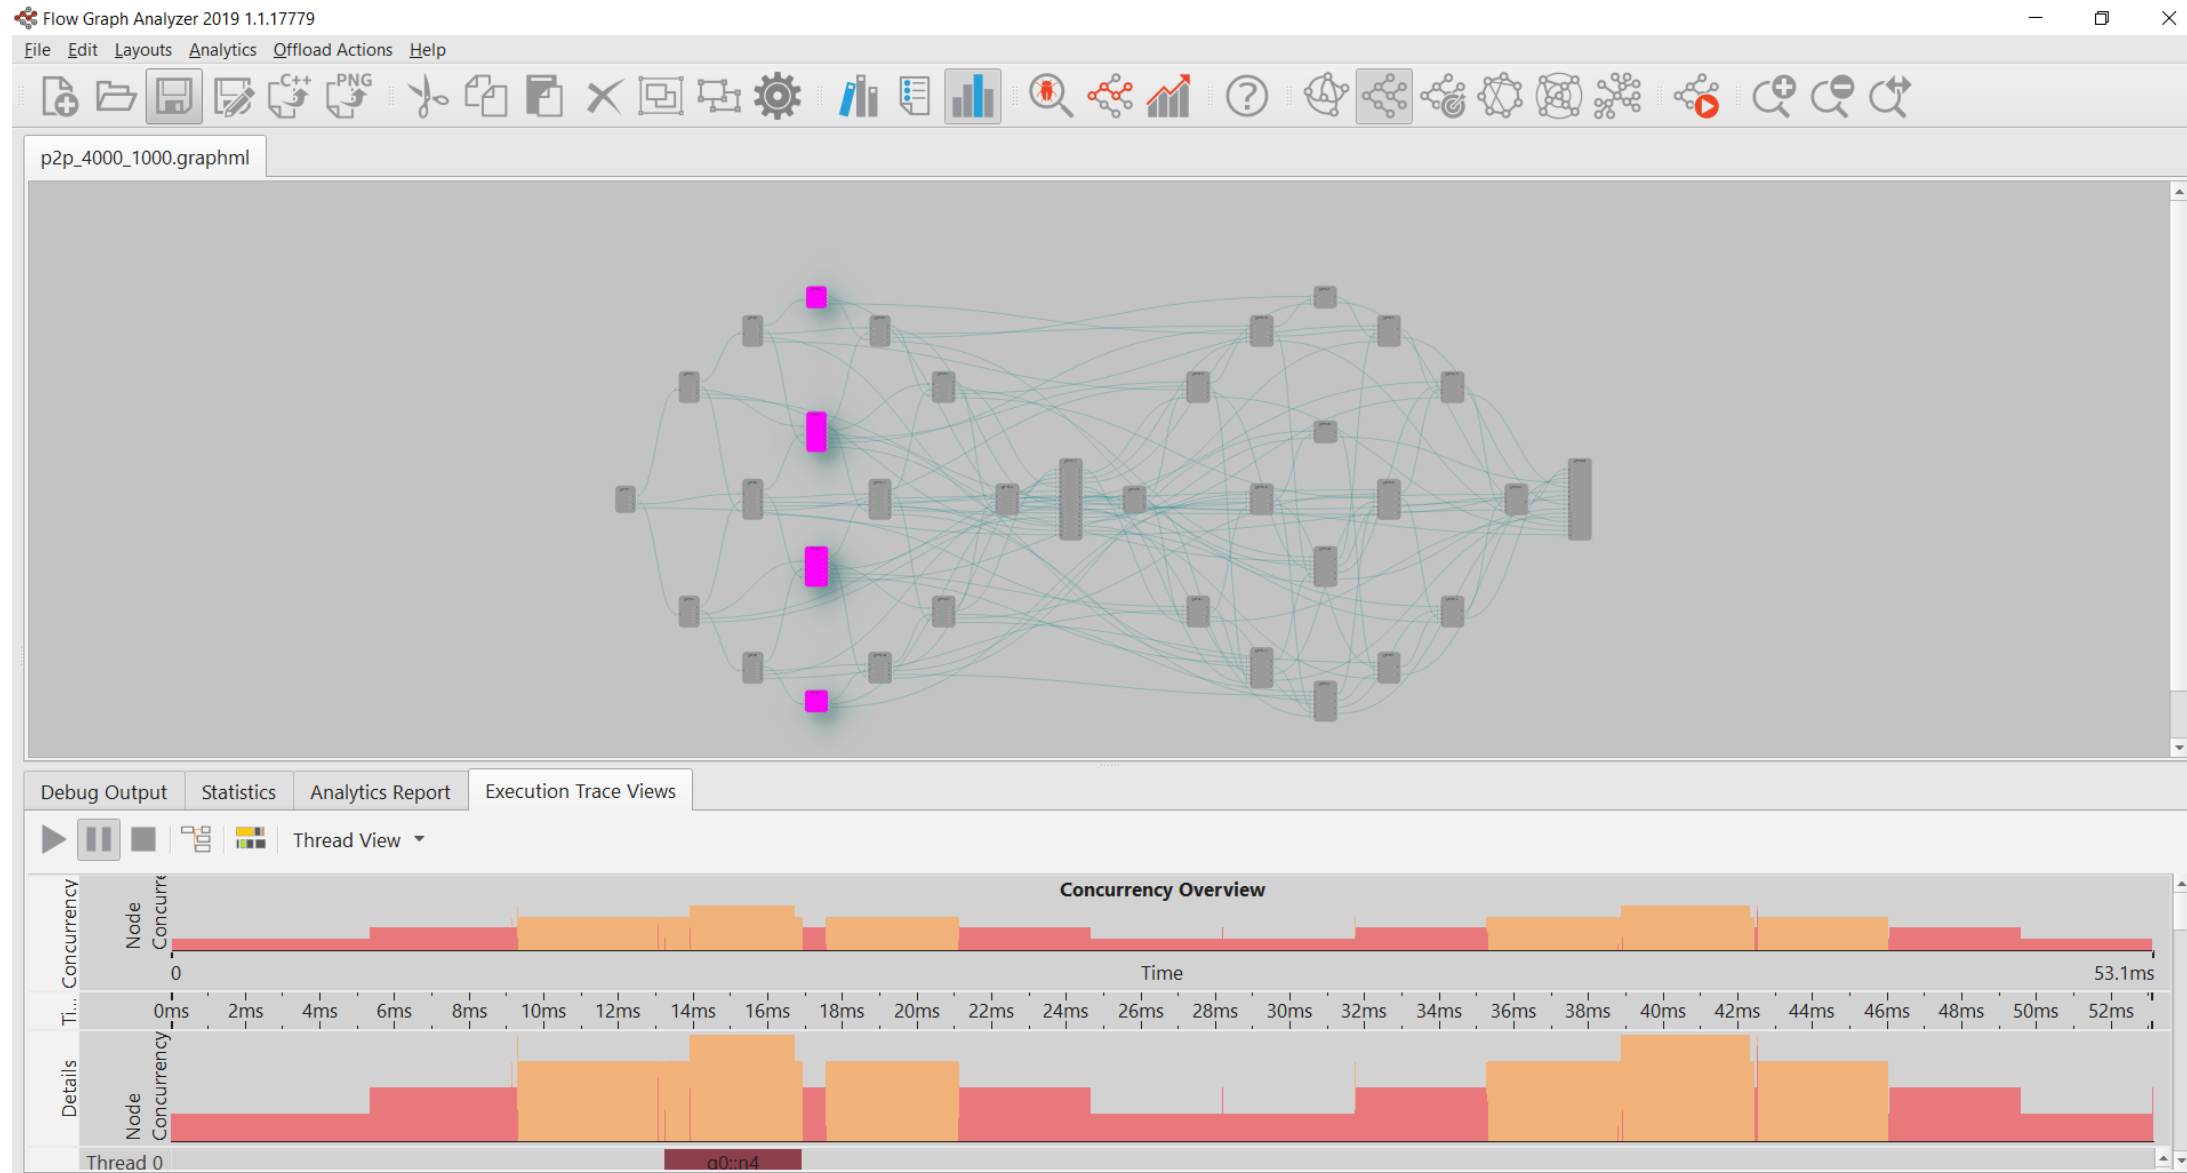 Flow Graph Analyzer 2019 1.1.17779
File Edit Layouts Analytics Offload Actions Help
C++ PNG
p2p_4000_1000.graphml
Debug Output Statistics Analytics Report Execution Trace Views
Thread View
Concurrency Overview
Concurrency
Node
Concurre
0 Time 53.1ms
Ti...
0ms 2ms 4ms 6ms 8ms 10ms 12ms 14ms 16ms 18ms 20ms 22ms 24ms 26ms 28ms 30ms 32ms 34ms 36ms 38ms 40ms 42ms 44ms 46ms 48ms 50ms 52ms
Details
Node
Concurrency
Thread 0 g0::n4